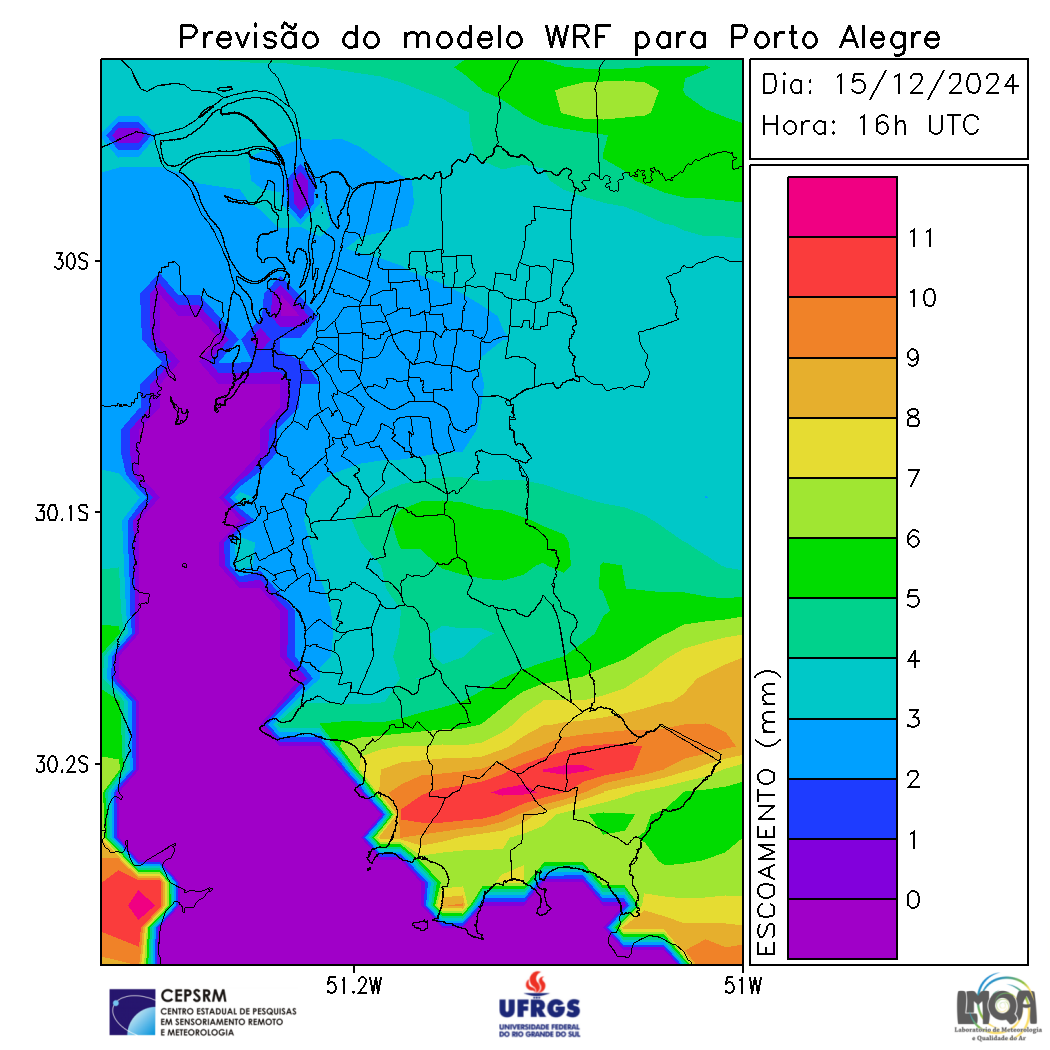 Previsão do modelo WRF para Porto Alegre
Dia: 15/12/2024
Hora: 16h UTC
11
10
9
8
7
6
5
4
3
2
1
0
ESCOAMENTO (mm)
30S
30.1S
30.2S
51.2W
51W
CEPSRM
CENTRO ESTADUAL DE PESQUISAS
EM SENSORIAMENTO REMOTO
E METEOROLOGIA
UFRGS
UNIVERSIDADE FEDERAL
DO RIO GRANDE DO SUL
LMQA
Laboratório de Meteorologia
e Qualidade do Ar